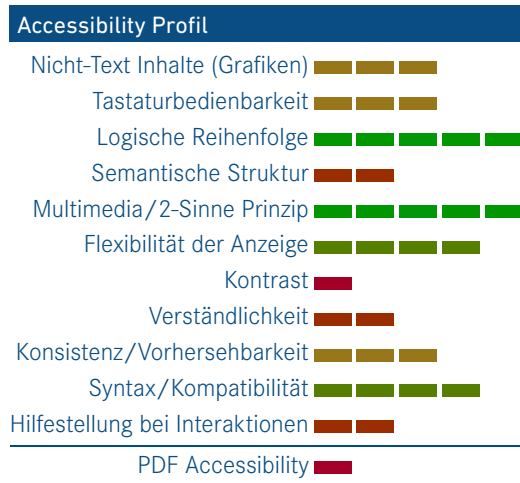 Accessibility Profil
Nicht-Text Inhalte (Grafiken)
Tastaturbedienbarkeit
Logische Reihenfolge
Semantische Struktur
Multimedia/2-Sinne Prinzip
Flexibilität der Anzeige
Kontrast
Verständlichkeit
Konsistenz/Vorhersehbarkeit
Syntax/Kompatibilität
Hilfestellung bei Interaktionen
PDF Accessibility